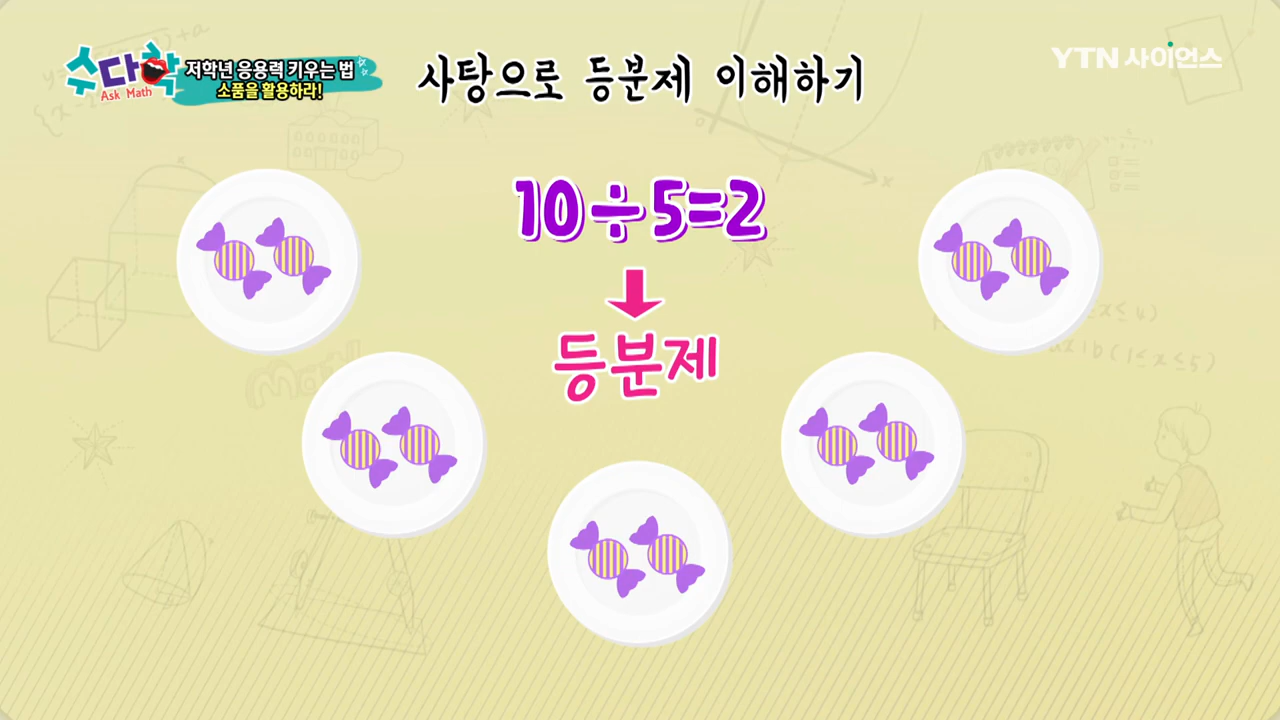 수다학
Ask Math
저학년 응용력 키우는 법
소품을 활용하라!
사탕으로 등분제 이해하기
YTN 사이언스
10÷5=2
등분제
Math